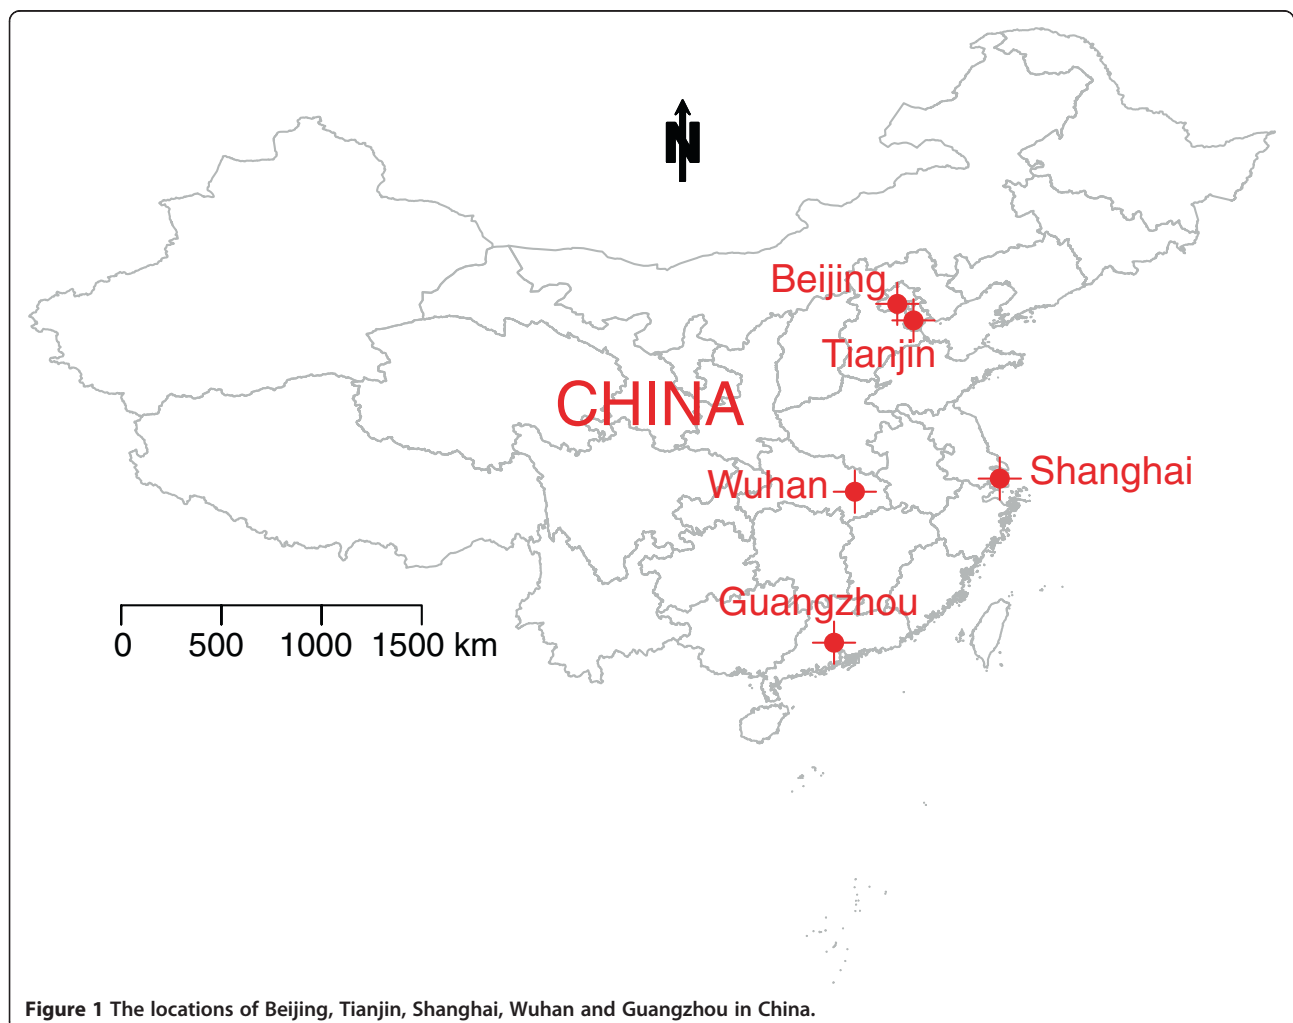 N
Beijing
Tianjin
CHINA
Wuhan
Shanghai
Guangzhou
0 500 1000 1500 km
Figure 1 The locations of Beijing, Tianjin, Shanghai, Wuhan and Guangzhou in China.